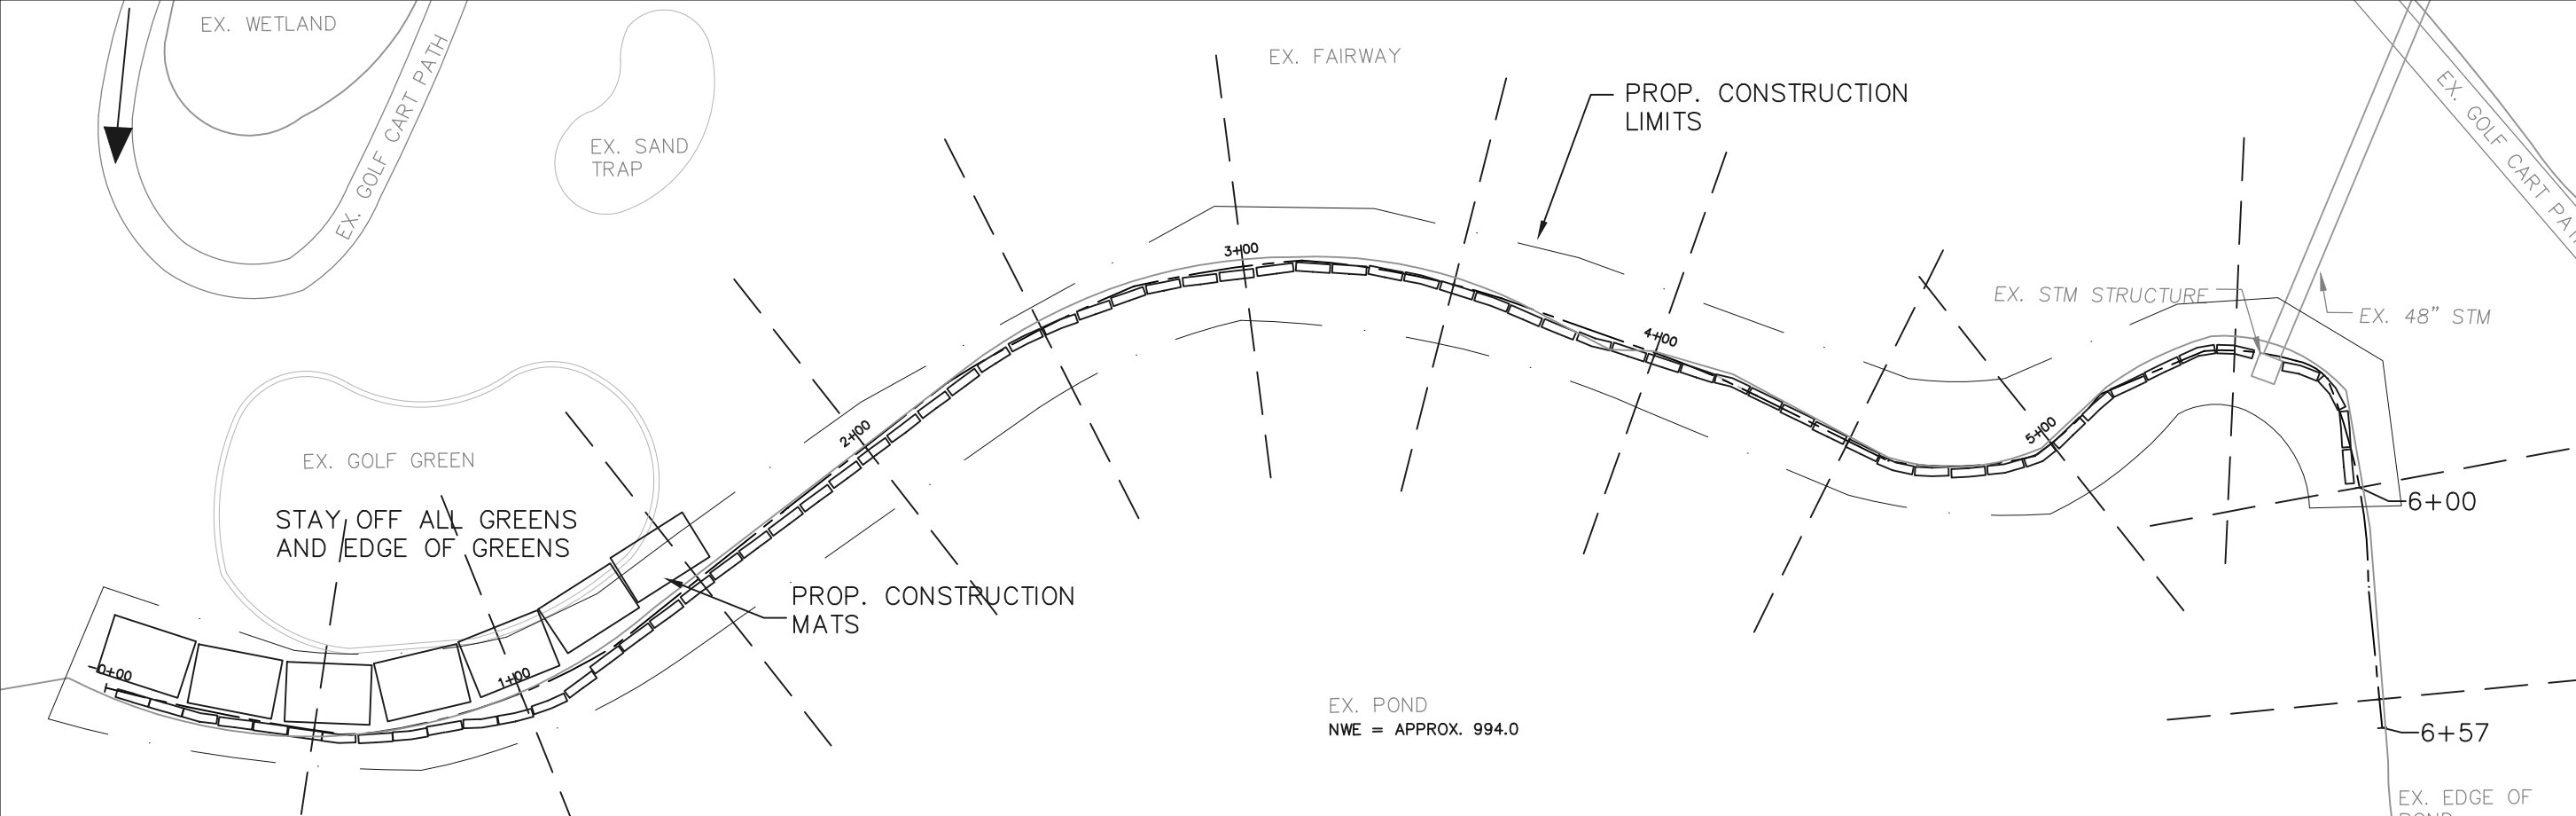 EX. WETLAND
EX. GOLF CART PATH
EX. SAND
TRAP
EX. FAIRWAY
PROP. CONSTRUCTION
LIMITS
EX. GOLF CART
EX. STM STRUCTURE
EX. 48" STM
3+00
4+00
2+00
5+00
EX. GOLF GREEN
STAY OFF ALL GREENS
AND EDGE OF GREENS
6+00
PROP. CONSTRUCTION
MATS
0+00
1+00
EX. POND
NWE = APPROX. 994.0
6+57
EX. EDGE OF